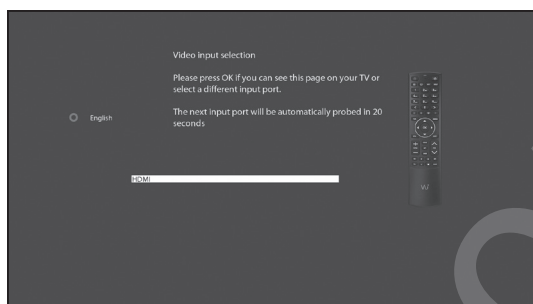 Video input selection
Please press OK if you can see this page on your TV or
select a different input port.
The next input port will be automatically probed in 20
seconds
English
HDMI
VU